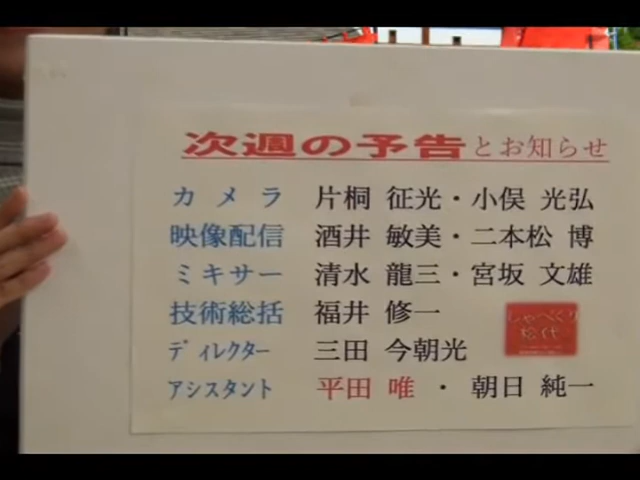 次週の予告とお知らせ
カメラ 片桐 征光・小俣 光弘
映像配信 酒井 敏美・二本松 博
ミキサー 清水 龍三・宮坂 文雄
技術総括 福井 修一
しゃべくり
松代
ディレクター 三田 今朝光
アシスタント 平田 唯 ・ 朝日 純一